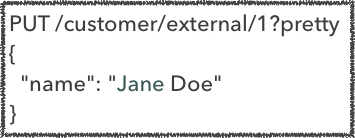 PUT /customer/external/1?pretty
{
"name": "Jane Doe"
}